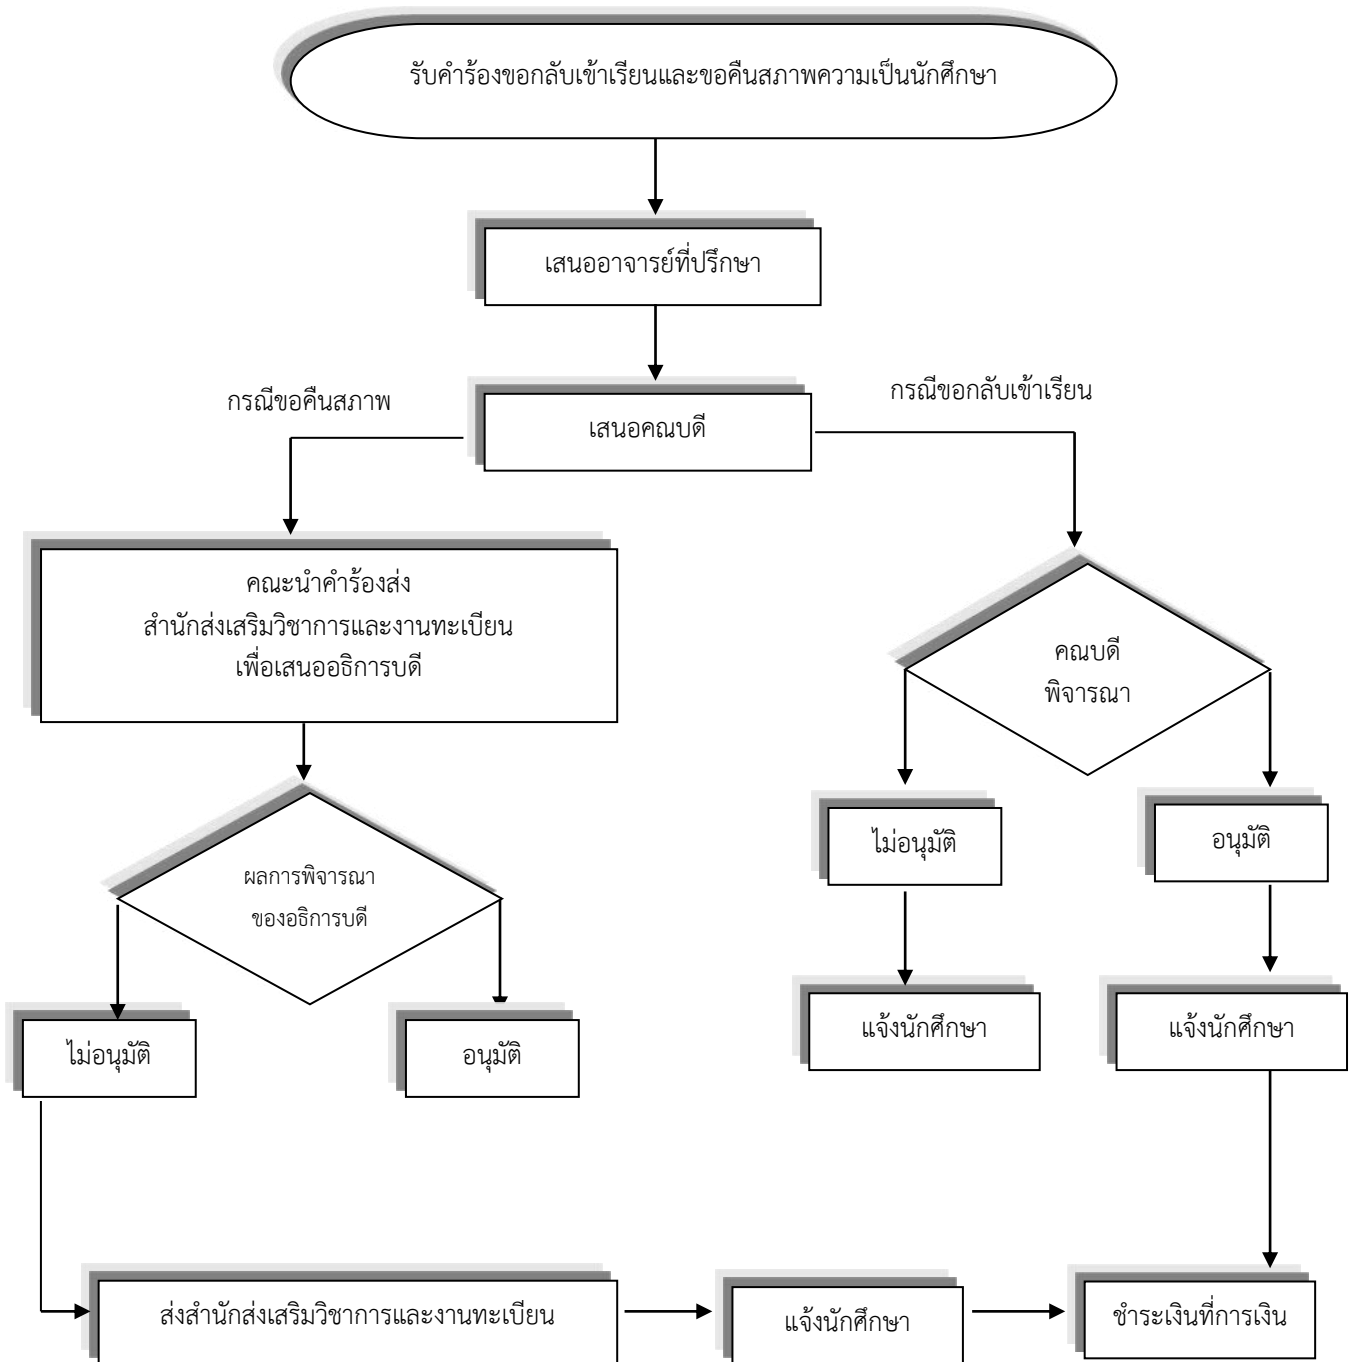 รับคำร้องขอกลับเข้าเรียนและขอคืนสภาพความเป็นนักศึกษา
เสนออาจารย์ที่ปรึกษา
กรณีขอคืนสภาพ
เสนอคณบดี
กรณีขอกลับเข้าเรียน
คณะนำคำร้องส่ง
สำนักส่งเสริมวิชาการและงานทะเบียน
เพื่อเสนออธิการบดี
คณบดี
พิจารณา
ไม่อนุมัติ
อนุมัติ
ผลการพิจารณา
ของอธิการบดี
แจ้งนักศึกษา
แจ้งนักศึกษา
ไม่อนุมัติ
อนุมัติ
ส่งสำนักส่งเสริมวิชาการและงานทะเบียน
แจ้งนักศึกษา
ชำระเงินที่การเงิน